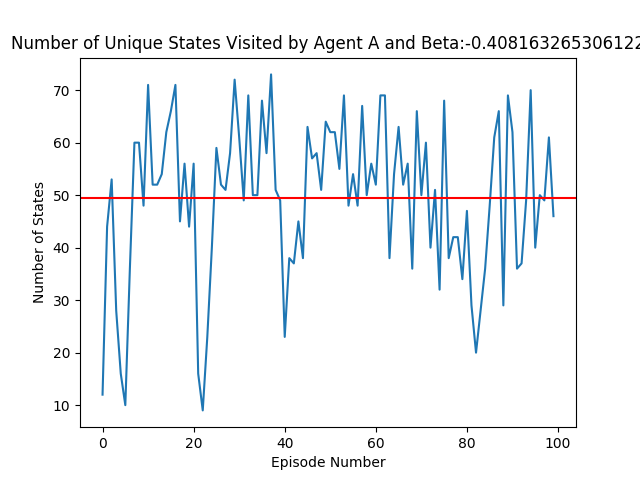 Number of Unique States Visited by Agent A and Beta:-0.408163265306122
70
60
50
40
30
20
10
Number of States
0 20 40 60 80 100
Episode Number